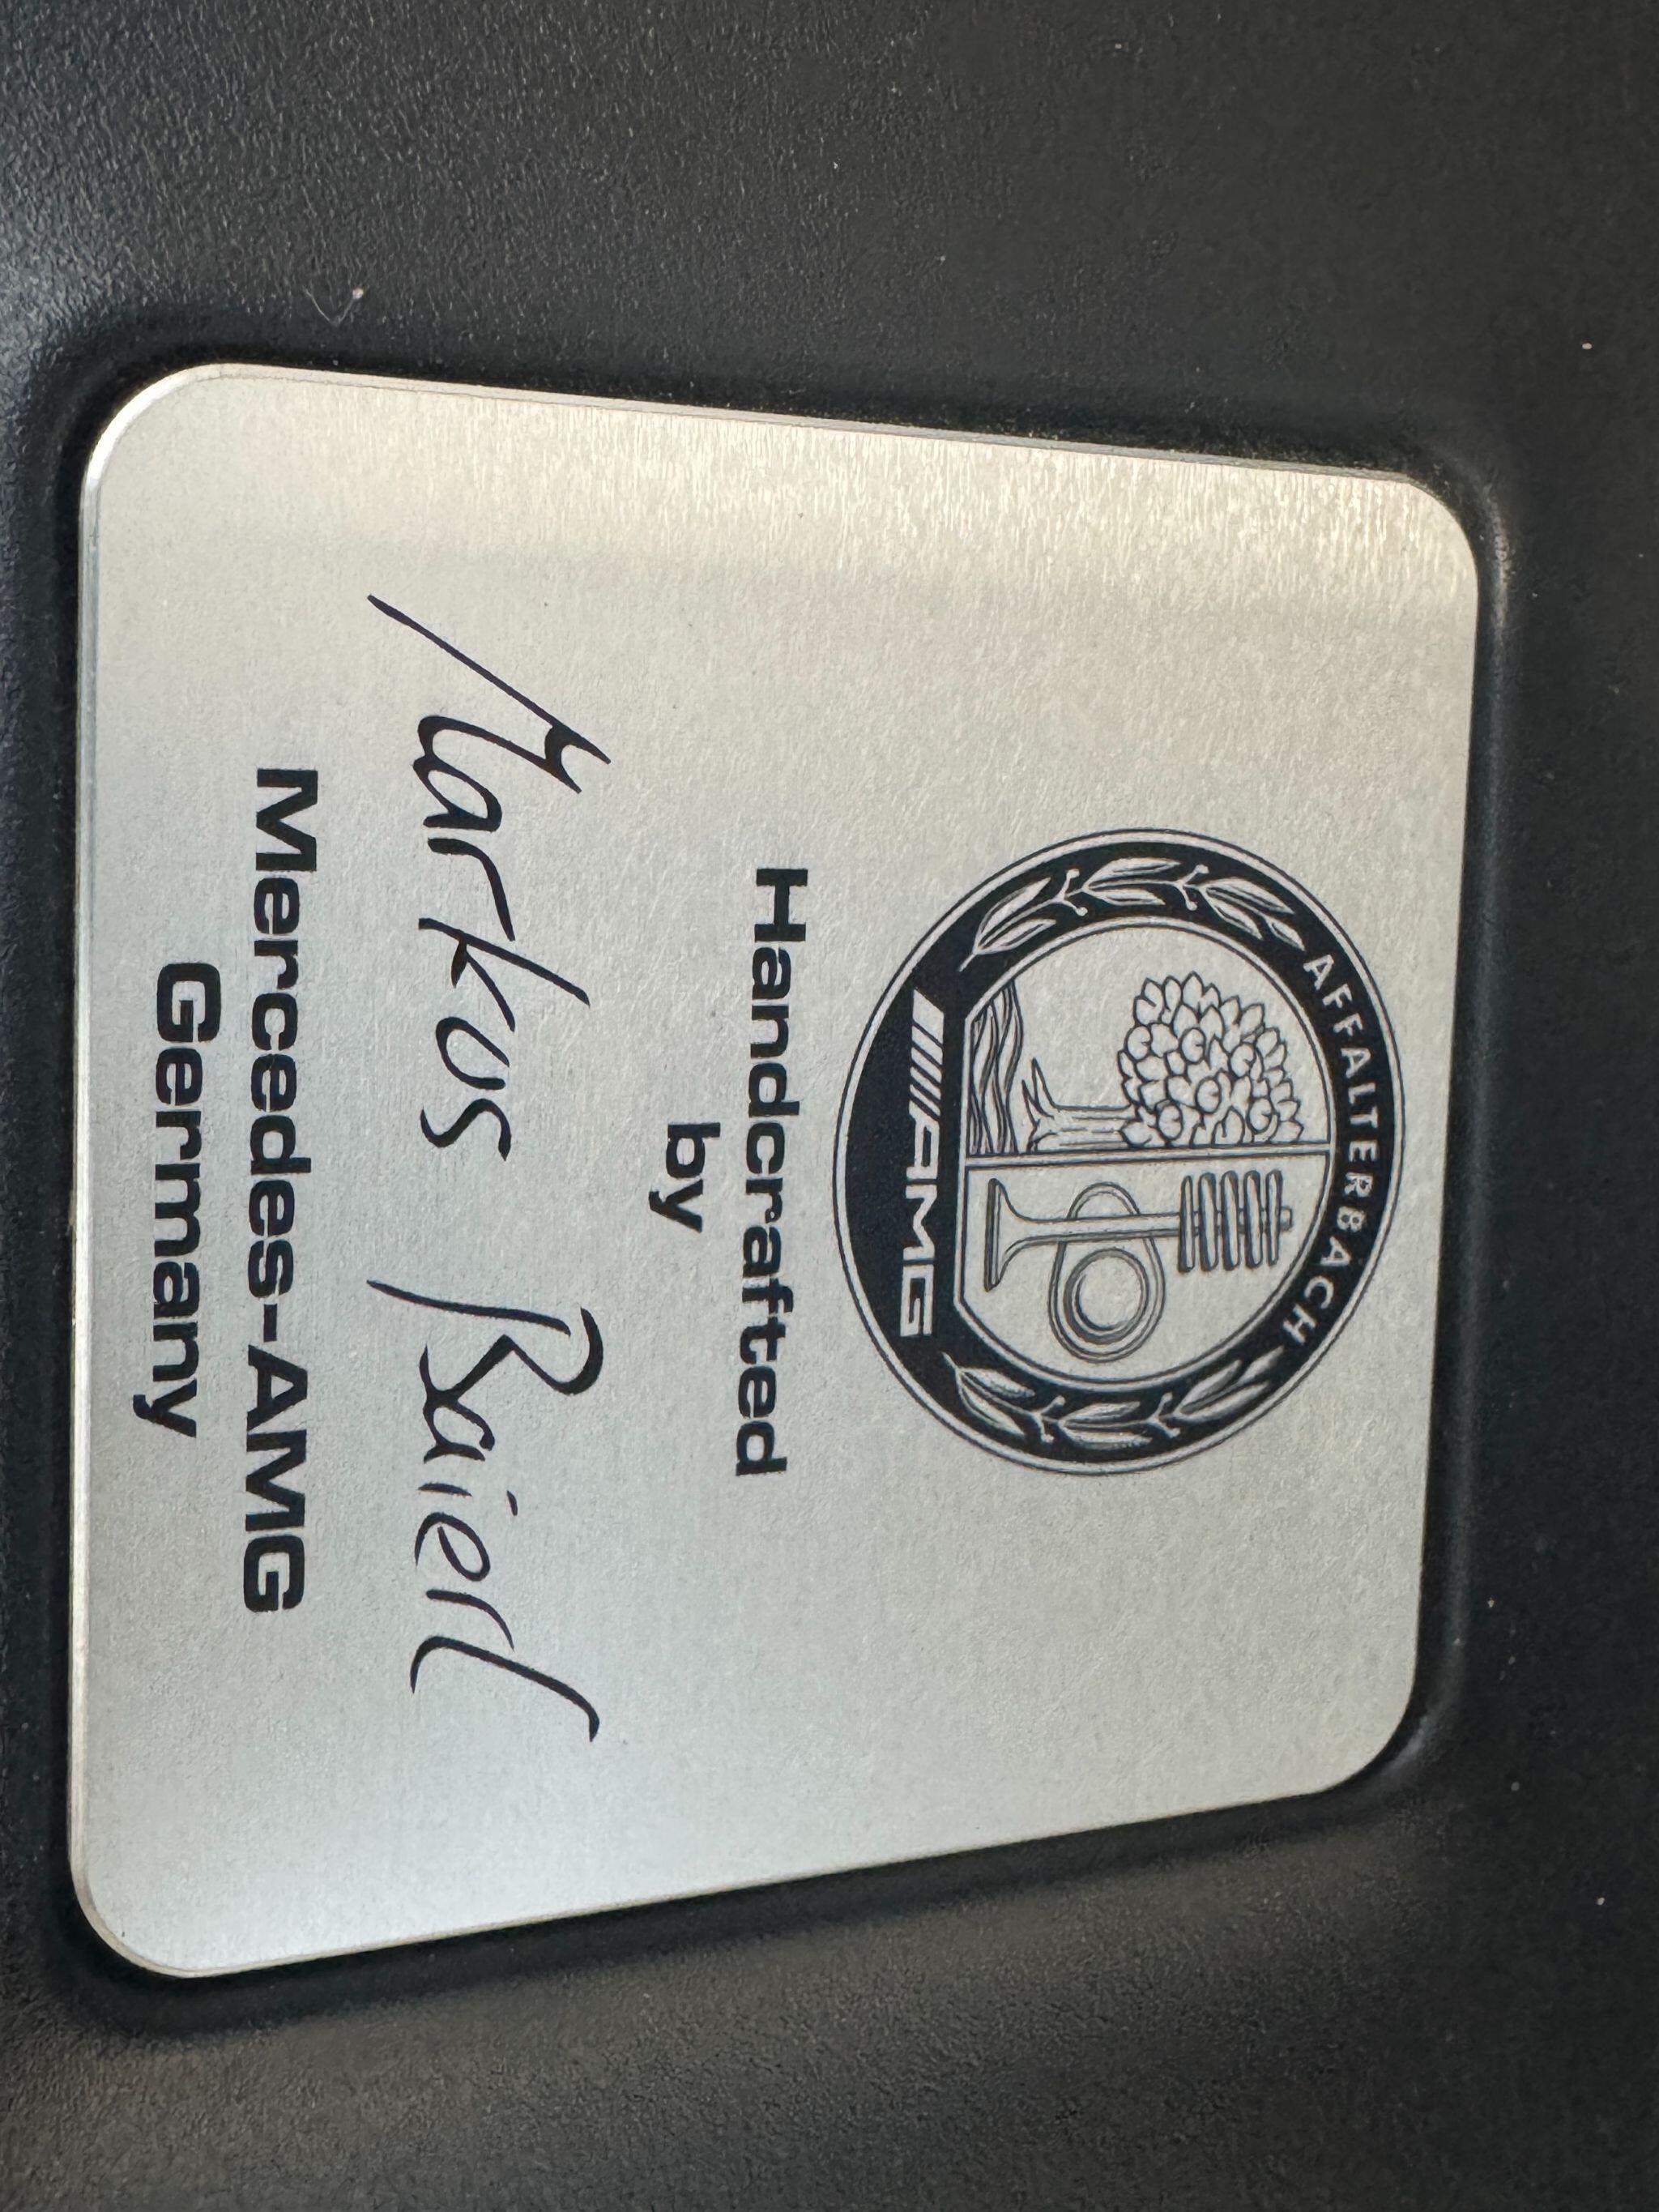 AFFALTERBACH
AMG
Handcrafted
by
Markus Baierl
Mercedes-AMG
Germany